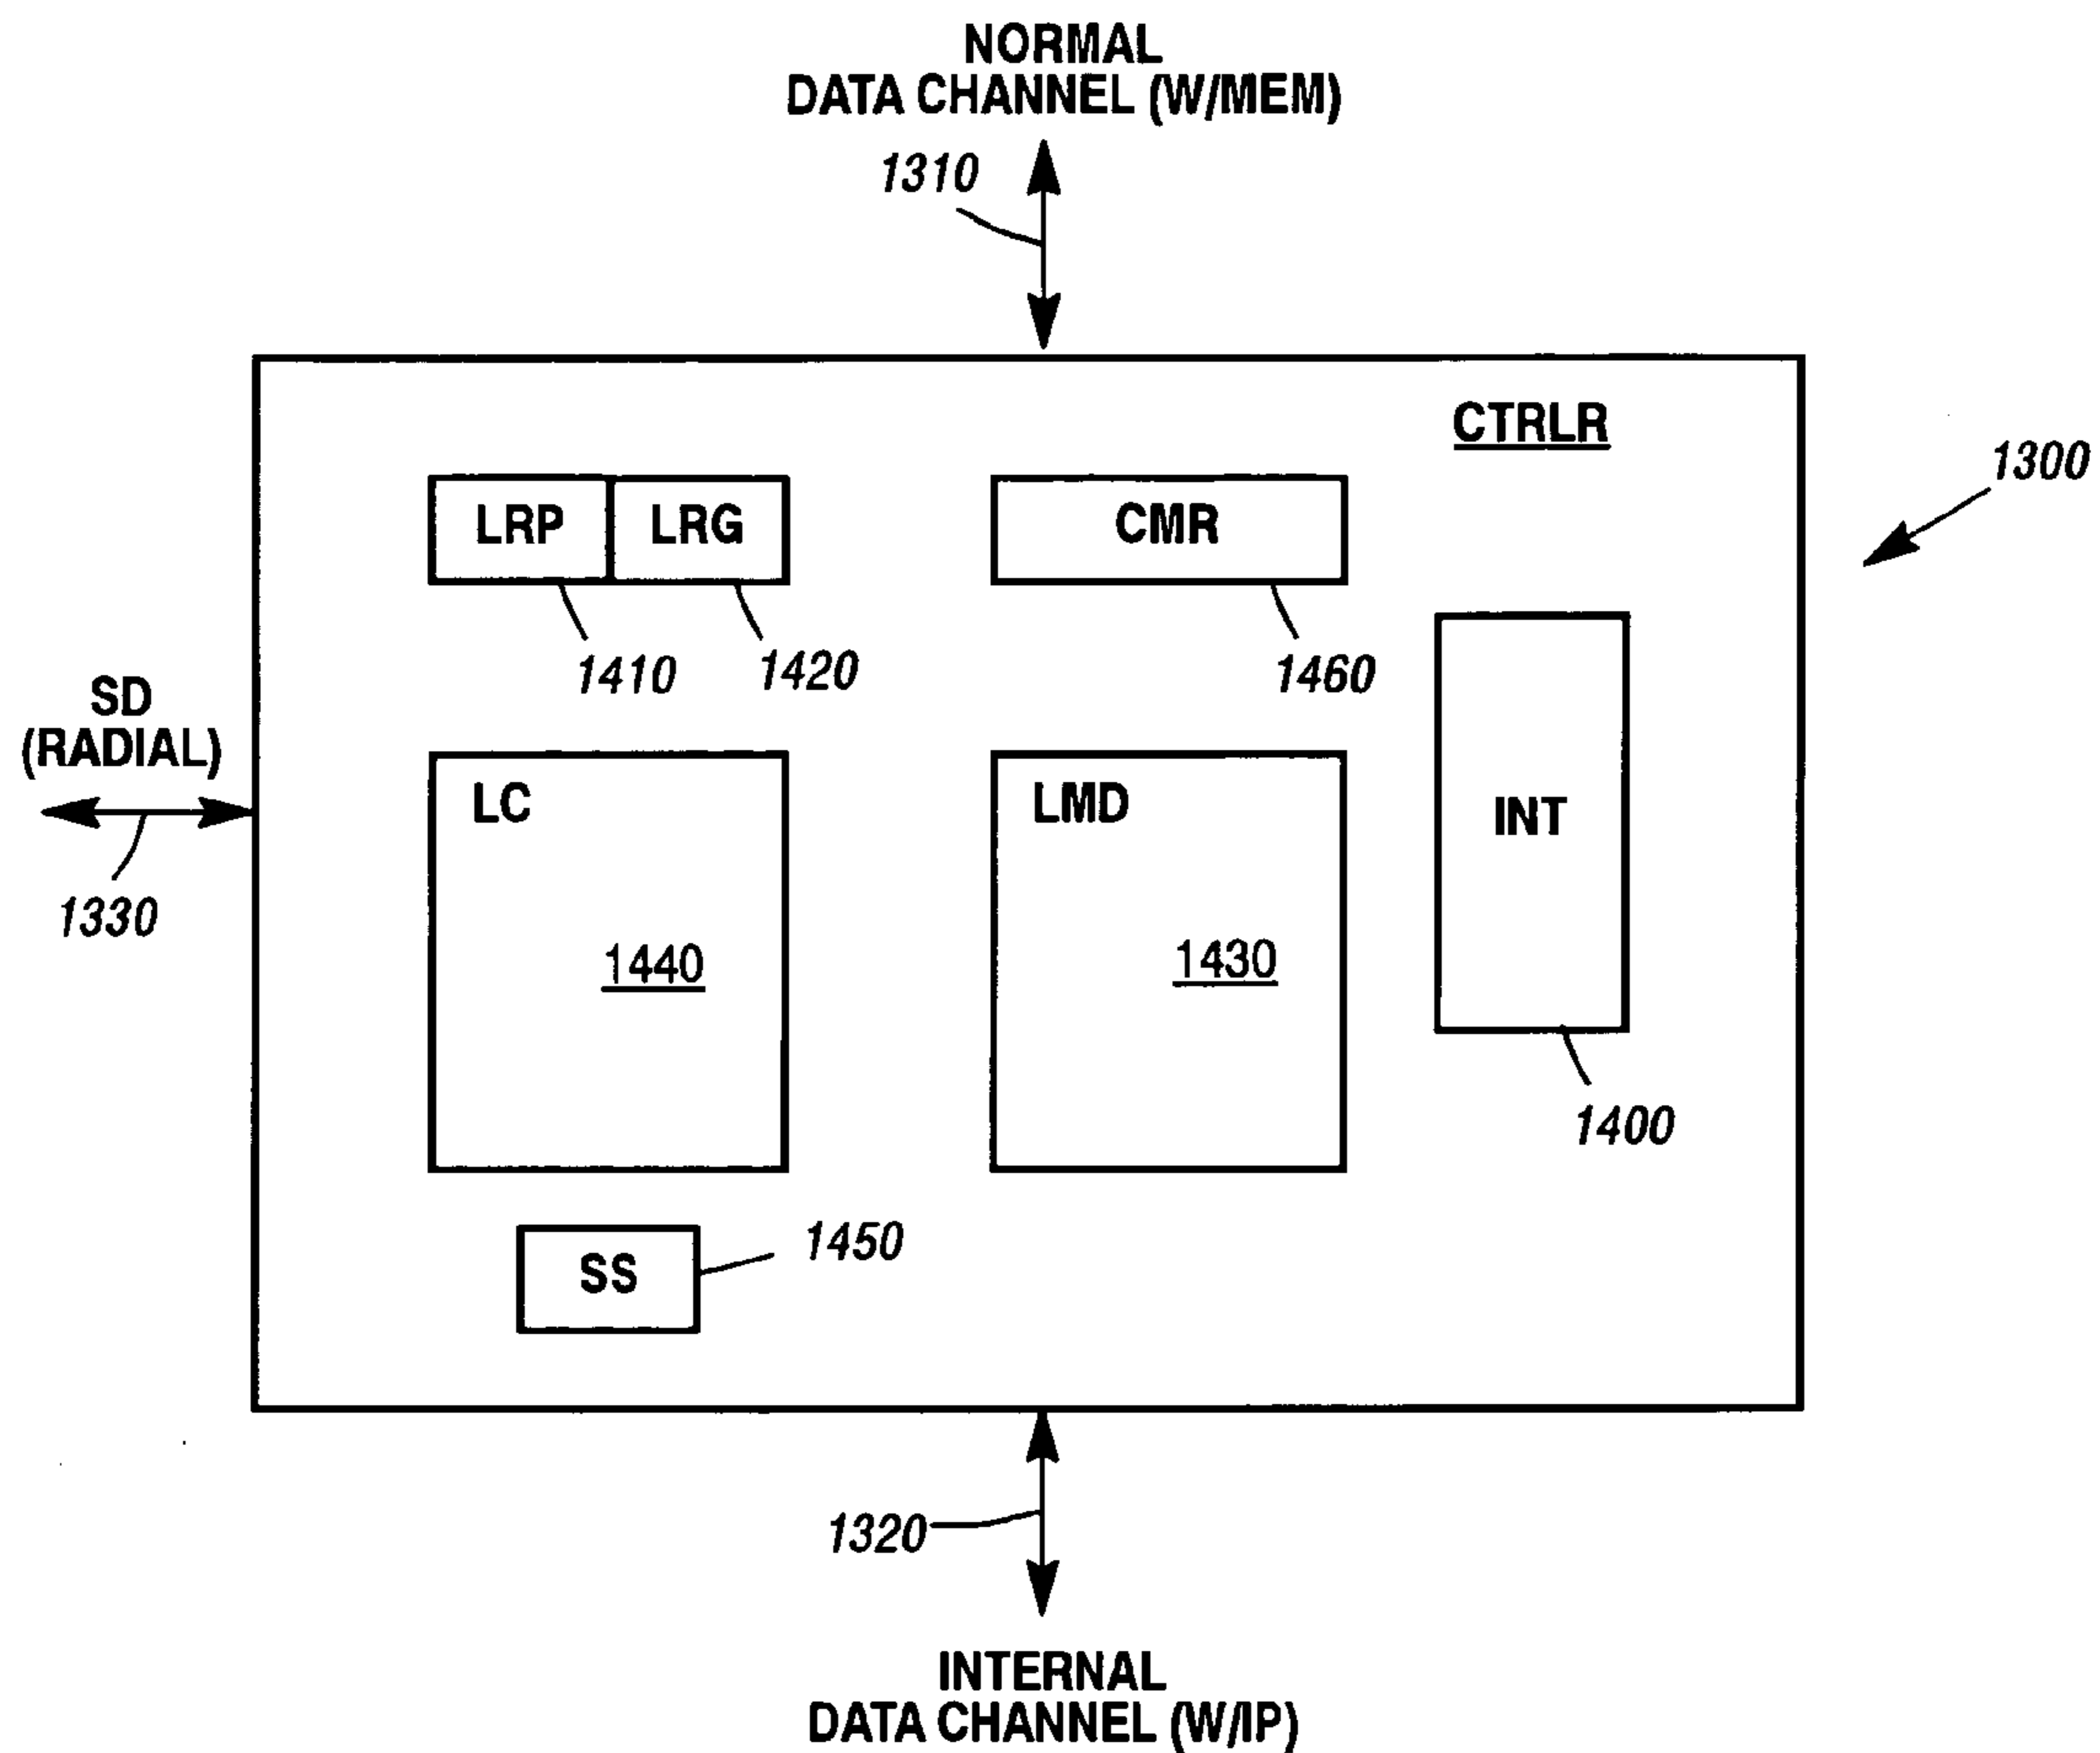 NORMAL
DATA CHANNEL (W/MEM)
1310
CTRLR
1300
LRP
LRG
CMR
1410
1420
1460
SD
(RADIAL)
1330
LC
1440
LMD
1430
INT
1400
SS
1450
1320
INTERNAL
DATA CHANNEL (W/IP)